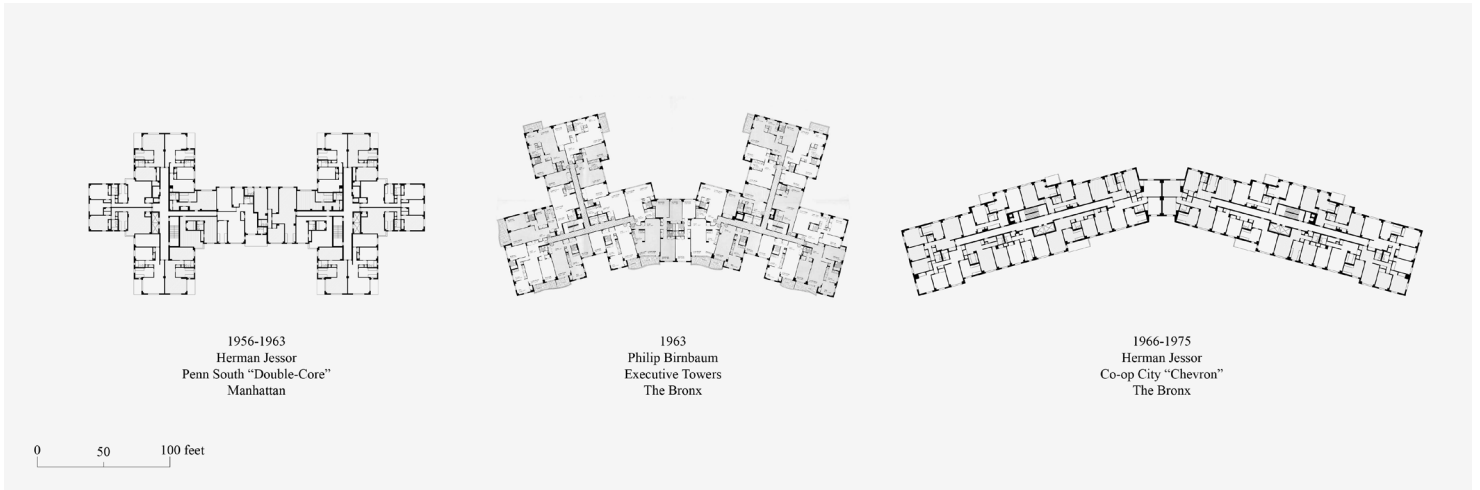 1956-1963
Herman Jessor
Penn South “Double-Core”
Manhattan
1963
Philip Birnbaum
Executive Towers
The Bronx
1966-1975
Herman Jessor
Co-op City “Chevron”
The Bronx
0 50 100 feet